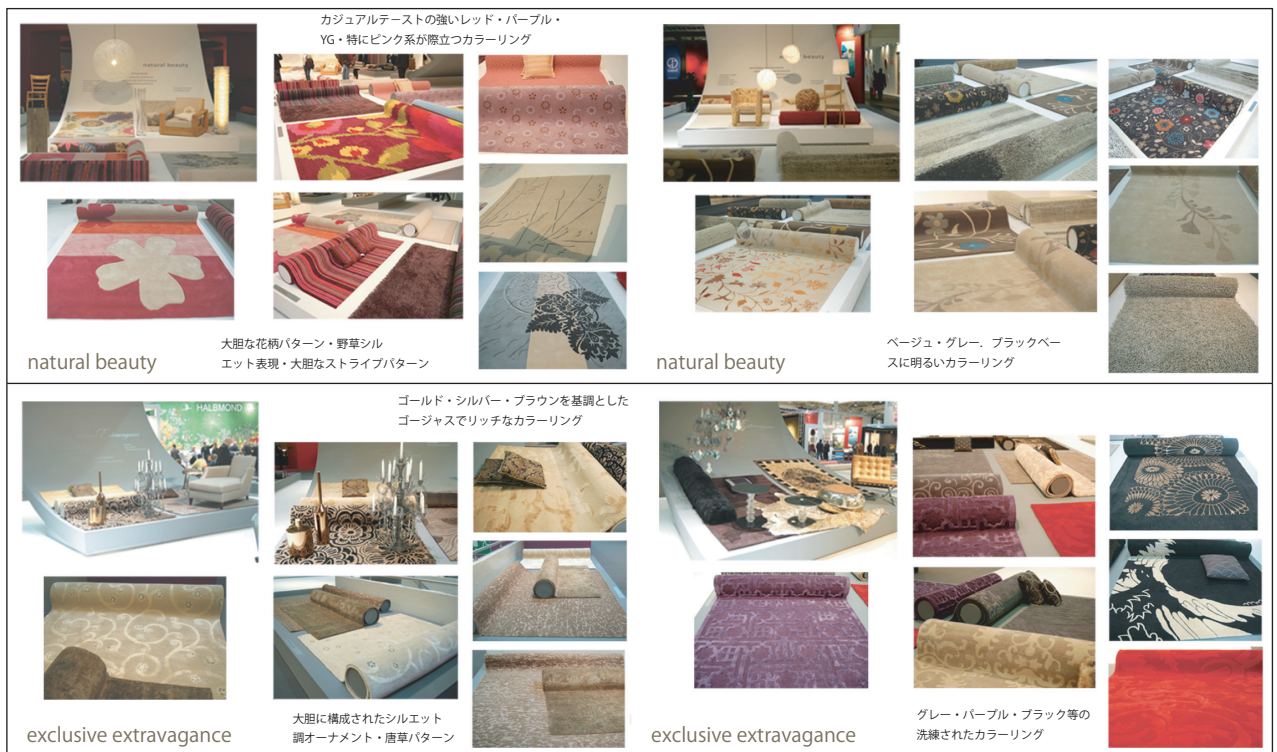 カジュアルテーストの強いレッド・パープル・
YG・特にピンク系が際立つカラーリング
natural beauty
大胆な花柄パターン・野草シル
エット表現・大胆なストライプパターン
natural beauty
natural beauty
ベージュ・グレー．ブラックベー
スに明るいカラーリング
natural beauty
ゴールド・シルバー・ブラウンを基調とした
ゴージャスでリッチなカラーリング
HALBMOND
大胆に構成されたシルエット
調オーナメント・唐草パターン
exclusive extravagance
グレー・パープル・ブラック等の
洗練されたカラーリング
exclusive extravagance